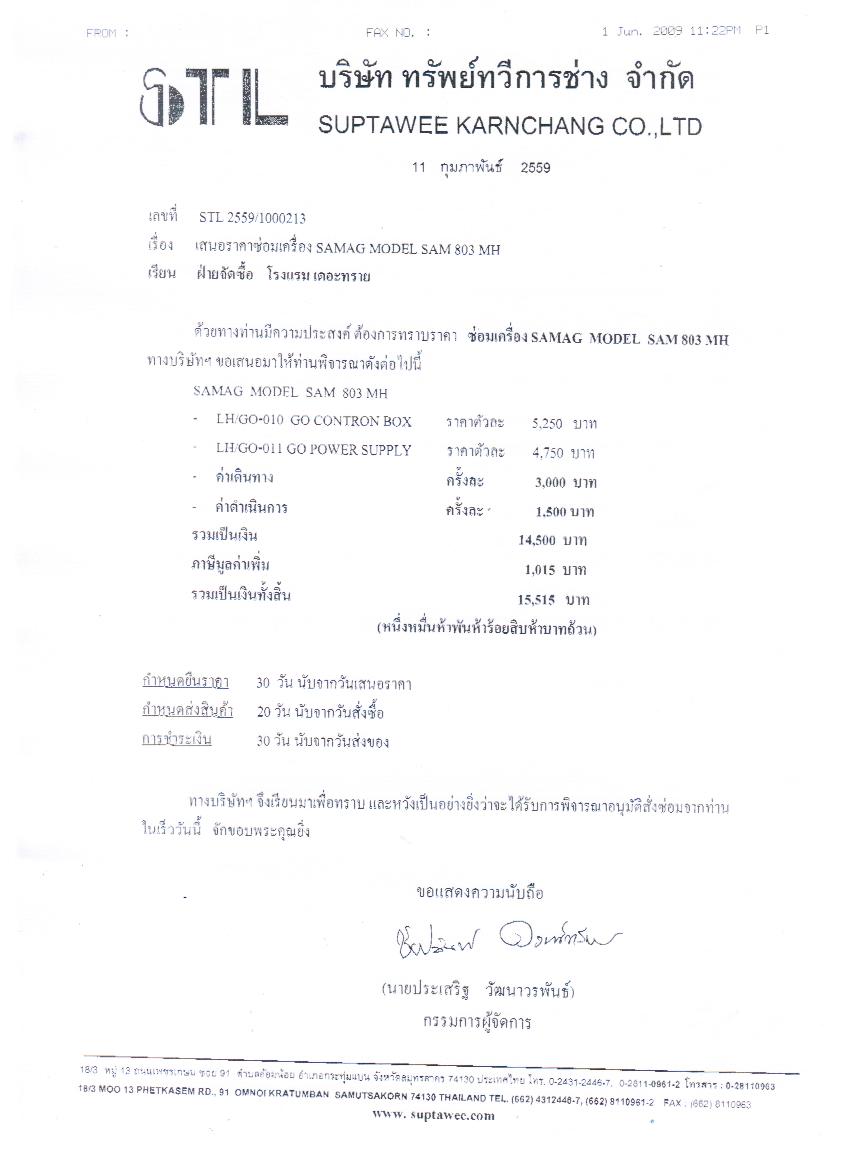 FROM : FAX NO. : 1 Jun. 2009 11:22PM P1
STL
บริษัท ทรัพย์ทวีการช่าง จำกัด
SUPTAWEE KARNCHANG CO.,LTD
11 กุมภาพันธ์ 2559
เลขที่ STL 2559/1000213
เรื่อง เสนอราคาซ่อมเครื่อง SAMAG MODEL SAM 803 MH
เรียน ฝ่ายจัดซื้อ โรงแรม เดอะทราย
ด้วยทางท่านมีความประสงค์ ต้องการทราบราคา ซ่อมเครื่อง SAMAG MODEL SAM 803 MH
ทางบริษัทฯ ขอเสนอมาให้ท่านพิจารณาดังต่อไปนี้
SAMAG MODEL SAM 803 MH
- LH/GO-010 GO CONTRON BOX ราคาตัวละ 5,250 บาท
- LH/GO-011 GO POWER SUPPLY ราคาตัวละ 4,750 บาท
- ค่าเดินทาง ครั้งละ 3,000 บาท
- ค่าดำเนินการ ครั้งละ 1,500 บาท
รวมเป็นเงิน 14,500 บาท
ภาษีมูลค่าเพิ่ม 1,015 บาท
รวมเป็นเงินทั้งสิ้น 15,515 บาท
(หนึ่งหมื่นห้าพันห้าร้อยสิบห้าบาทถ้วน)
กำหนดยืนราคา 30 วัน นับจากวันเสนอราคา
กำหนดส่งสินค้า 20 วัน นับจากวันสั่งซื้อ
การชำระเงิน 30 วัน นับจากวันส่งของ
ทางบริษัทฯ จึงเรียนมาเพื่อทราบ และหวังเป็นอย่างยิ่งว่าจะได้รับการพิจารณาอนุมัติสั่งซ่อมจากท่าน
ในเร็ววันนี้ จักขอบพระคุณยิ่ง
ขอแสดงความนับถือ
(นายประเสริฐ วัฒนาวรพันธ์)
กรรมการผู้จัดการ
18/3 หมู่ 13 ถนนเพชรเกษม ซอย 91 ตำบลอ้อมน้อย อำเภอกระทุ่มแบน จังหวัดสมุทรสาคร 74130 ประเทศไทย โทร. 0-2431-2446-7, 0-2811-0961-2 โทรสาร : 0-28110963
18/3 MOO 13 PHETKASEM RD., 91 OMNOI KRATUMBAN SAMUTSAKORN 74130 THAILAND TEL. (662) 4312446-7, (662) 8110961-2 FAX : (662) 8110963
www. suptawee.com